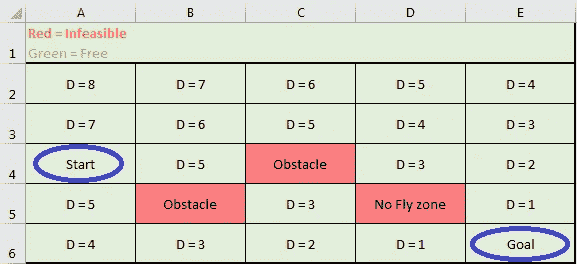 A B C D E
1 Red = Infeasible
Green = Free
2 D = 8 D = 7 D = 6 D = 5 D = 4
3 D = 7 D = 6 D = 5 D = 4 D = 3
4 Start D = 5 Obstacle D = 3 D = 2
5 D = 5 Obstacle D = 3 No Fly zone D = 1
6 D = 4 D = 3 D = 2 D = 1 Goal